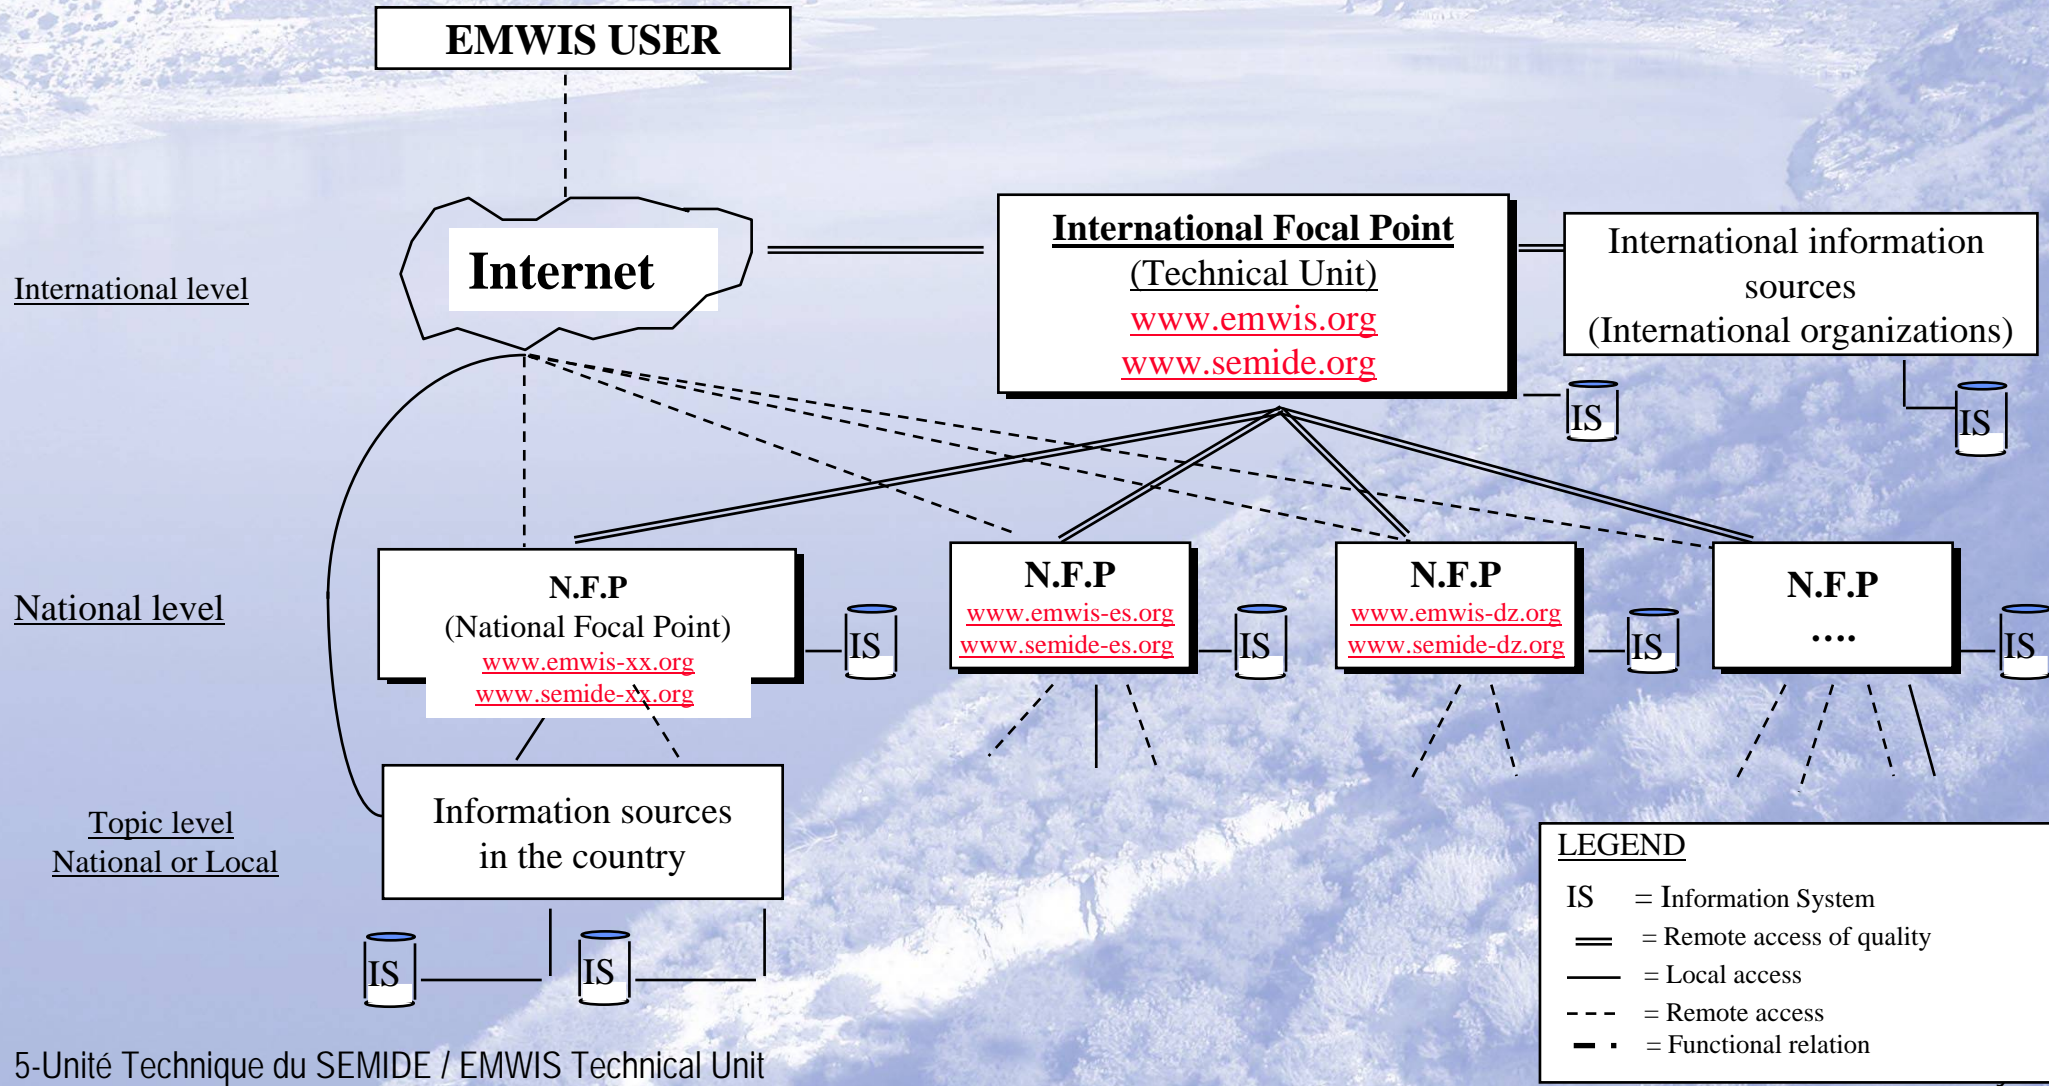 EMWIS USER
Internet
International Focal Point
(Technical Unit)
www.emwis.org
www.semide.org
International information
sources
(International organizations)
International level
IS
IS
National level
N.F.P
(National Focal Point)
www.emwis-xx.org
www.semide-xx.org
IS
N.F.P
www.emwis-es.org
www.semide-es.org
IS
N.F.P
www.emwis-dz.org
www.semide-dz.org
IS
N.F.P
....
IS
Topic level
National or Local
Information sources
in the country
IS
IS
LEGEND
IS = Information System
= Remote access of quality
= Local access
= Remote access
= Functional relation
5-Unité Technique du SEMIDE / EMWIS Technical Unit